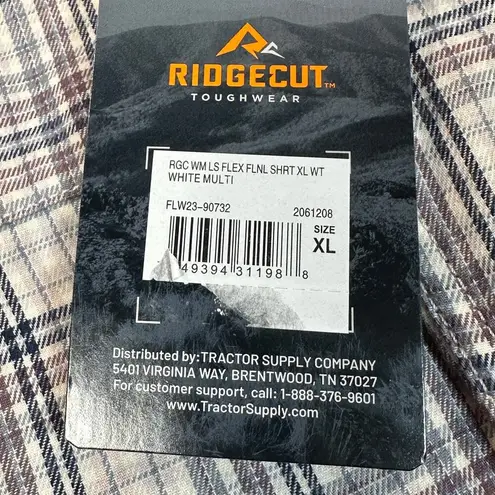 RIDGECUT™
TOUGHWEAR
RGC WM LS FLEX FLNL SHRT XL WT
WHITE MULTI
FLW23-90732 2061208
SIZE
XL
49394 31198 8
Distributed by: TRACTOR SUPPLY COMPANY
5401 VIRGINIA WAY, BRENTWOOD, TN 37027
For customer support, call: 1-888-376-9601
www.TractorSupply.com